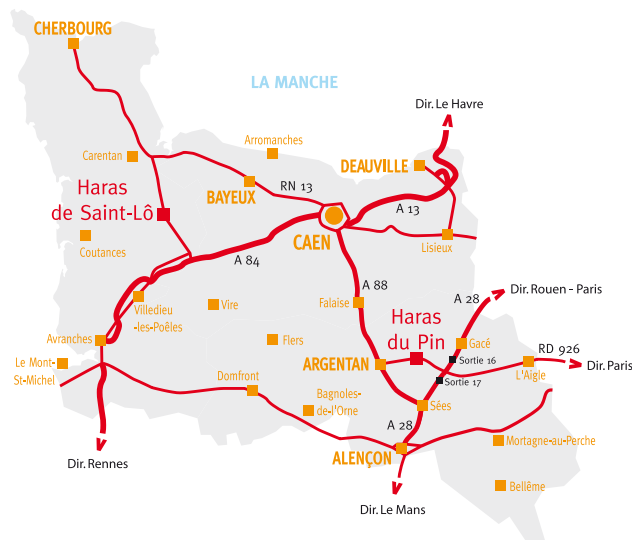 CHERBOURG
LA MANCHE
Dir. Le Havre
Arromanches
Carentan
DEAUVILLE
RN 13
Haras
de Saint-Lô
BAYEUX
A 13
CAEN
Coutances
Lisieux
A 84
A 88
A 28
Dir. Rouen - Paris
Villedieu
-les-Poêles
Vire
Falaise
Haras
du Pin
Avranches
Flers
Gacé
RD 926
Sortie 16
Le Mont-
St-Michel
ARGENTAN
L'Aigle
Dir. Paris
Domfront
Sortie 17
Bagnoles-
de-l'Orne
Sées
A 28
Mortagne-au-Perche
ALENÇON
Dir. Rennes
Bellême
Dir. Le Mans